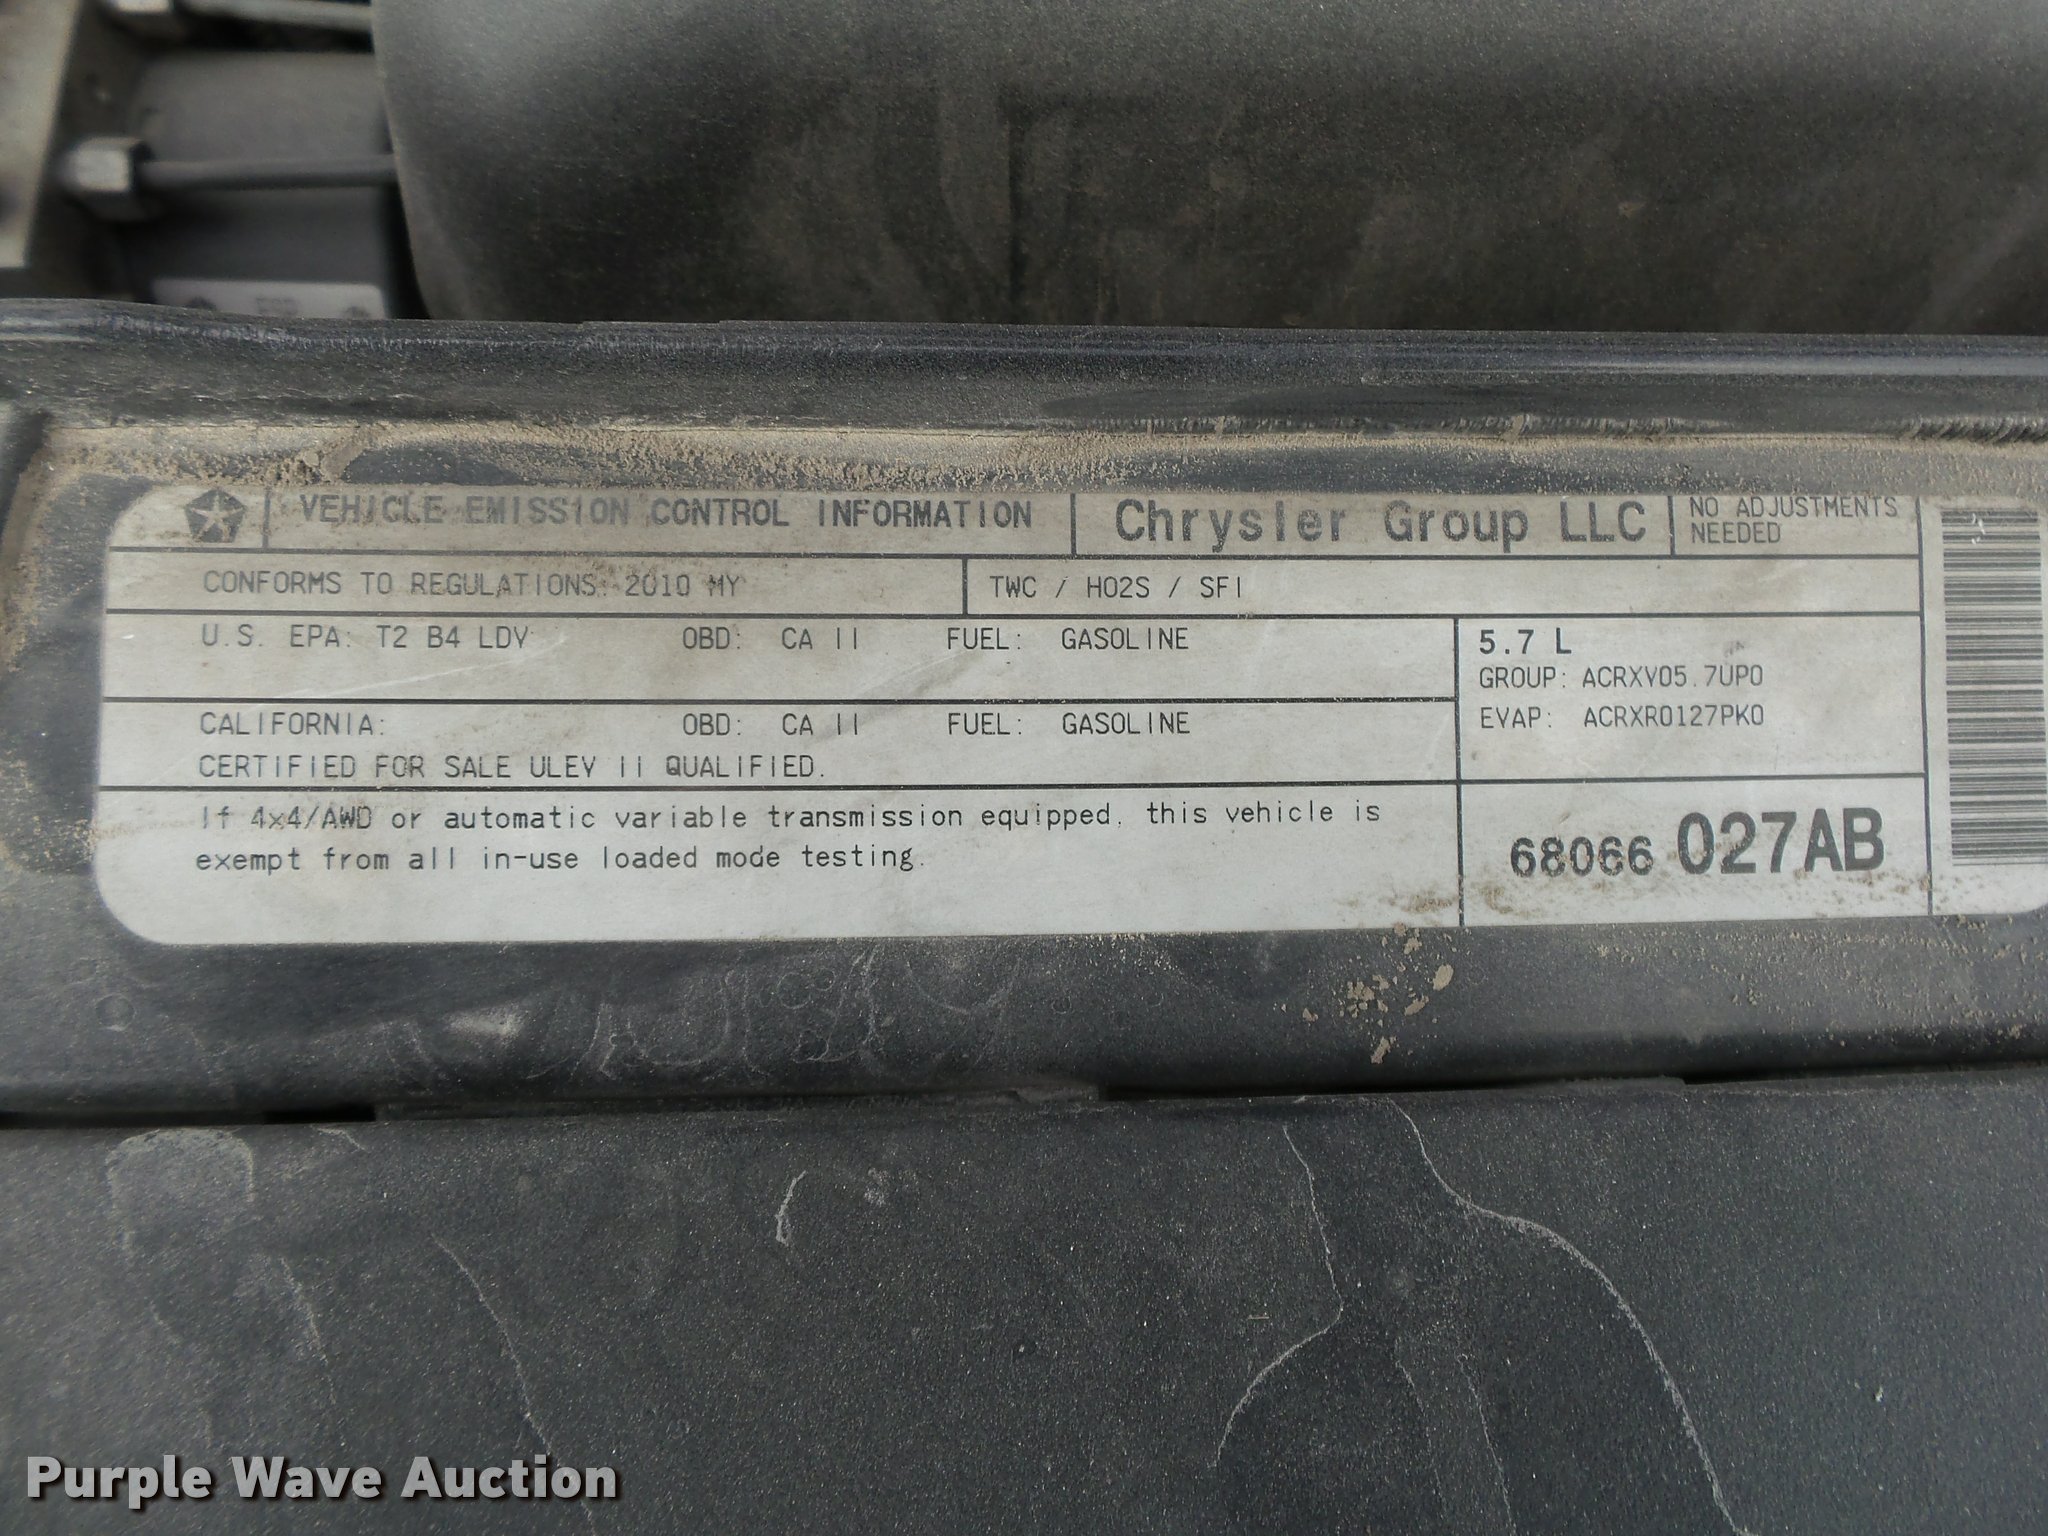 VEHICLE EMISSION CONTROL INFORMATION
Chrysler Group LLC
NO ADJUSTMENTS
NEEDED
CONFORMS TO REGULATIONS: 2010 MY
TWC / HO2S / SFI
U.S. EPA: T2 B4 LDV OBD: CA II FUEL: GASOLINE
5.7 L
GROUP: ACRXV05.7UP0
EVAP: ACRXR0127PK0
CALIFORNIA: OBD: CA II FUEL: GASOLINE
CERTIFIED FOR SALE ULEV II QUALIFIED.
If 4x4/AWD or automatic variable transmission equipped, this vehicle is
exempt from all in-use loaded mode testing.
68066 027AB
Purple Wave Auction